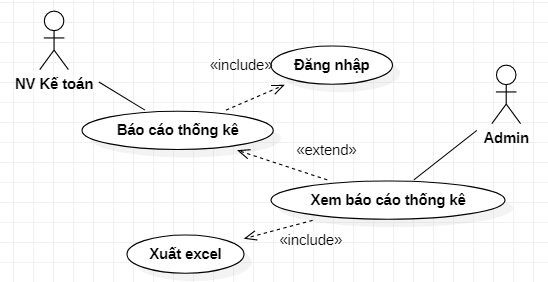 «include»
Đăng nhập
NV Kế toán
Báo cáo thống kê
Admin
«extend»
Xem báo cáo thống kê
«include»
Xuất excel